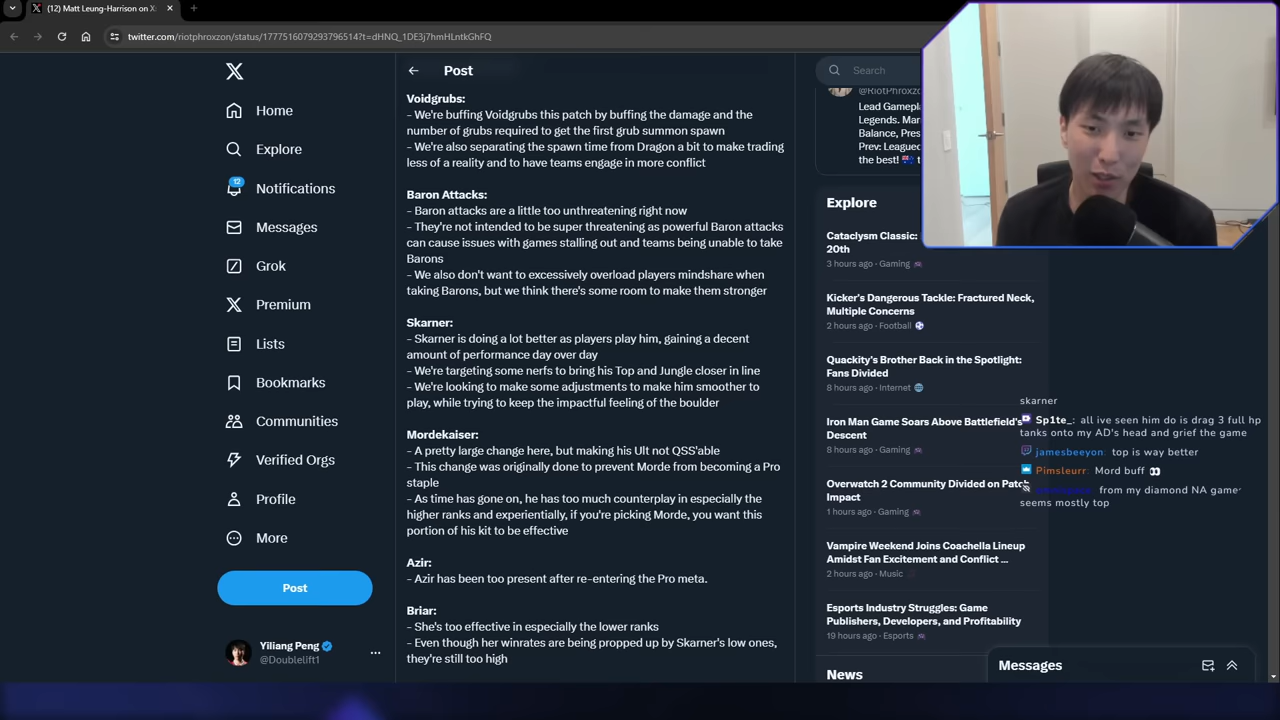 (12) Matt Leung-Harrison on X:
twitter.com/riotphroxzon/status/1777516079293796514?t=dHNQ_1DE3j7hmHLntkGhFQ
Home
Explore
12
Notifications
Messages
Grok
Premium
Lists
Bookmarks
Communities
Verified Orgs
Profile
More
Post
Yiliang Peng
@Doublelift1
Post
Voidgrubs:
- We're buffing Voidgrubs this patch by buffing the damage and the
number of grubs required to get the first grub summon spawn
- We're also separating the spawn time from Dragon a bit to make trading
less of a reality and to have teams engage in more conflict
Baron Attacks:
- Baron attacks are a little too unthreatening right now
- They're not intended to be super threatening as powerful Baron attacks
can cause issues with games stalling out and teams being unable to take
Barons
- We also don't want to excessively overload players mindshare when
taking Barons, but we think there's some room to make them stronger
Skarner:
- Skarner is doing a lot better as players play him, gaining a decent
amount of performance day over day
- We're targeting some nerfs to bring his Top and Jungle closer in line
- We're looking to make some adjustments to make him smoother to
play, while trying to keep the impactful feeling of the boulder
Mordekaiser:
- A pretty large change here, but making his Ult not QSS'able
- This change was originally done to prevent Morde from becoming a Pro
staple
- As time has gone on, he has too much counterplay in especially the
higher ranks and experientially, if you're picking Morde, you want this
portion of his kit to be effective
Azir:
- Azir has been too present after re-entering the Pro meta.
Briar:
- She's too effective in especially the lower ranks
- Even though her winrates are being propped up by Skarner's low ones,
they're still too high
Search
@RiotPhroxzo
Lead Gamepla
Legends. Man
Balance, Pres
Prev: Leagued
the best!
Explore
Cataclysm Classic:
20th
3 hours ago · Gaming
Kicker's Dangerous Tackle: Fractured Neck,
Multiple Concerns
2 hours ago · Football
Quackity's Brother Back in the Spotlight:
Fans Divided
8 hours ago · Internet
Iron Man Game Soars Above Battlefield's
Descent
8 hours ago · Gaming
Overwatch 2 Community Divided on Patch
Impact
1 hours ago · Gaming
Vampire Weekend Joins Coachella Lineup
Amidst Fan Excitement and Conflict ...
2 hours ago · Music
Esports Industry Struggles: Game
Publishers, Developers, and Profitability
19 hours ago · Esports
News
skarner
Sp1te_: all ive seen him do is drag 3 full hp
tanks onto my AD's head and grief the game
jamesbeeyon: top is way better
Pimsleurr: Mord buff
from my diamond NA game
seems mostly top
Messages